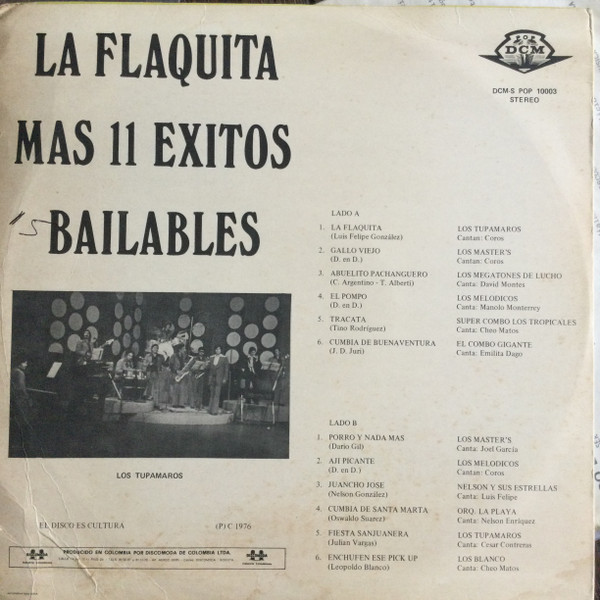 LA FLAQUITA
MAS 11 EXITOS
BAILABLES
POP
DCM
DCM-S POP 10003
STEREO
LADO A
1. LA FLAQUITA LOS TUPAMAROS
(Luis Felipe González) Cantan: Coros
2. GALLO VIEJO LOS MASTER'S
(D. en D.) Cantan: Coros
3. ABUELITO PACHANGUERO LOS MEGATONES DE LUCHO
(C. Argentino - T. Alberti) Canta: David Montes
4. EL POMPO LOS MELODICOS
(D. en D.) Canta: Manolo Monterrey
5. TRACATA SUPER COMBO LOS TROPICALES
(Tino Rodríguez) Canta: Cheo Matos
6. CUMBIA DE BUENAVENTURA EL COMBO GIGANTE
(J. D. Juri) Canta: Emilita Dago
LOS TUPAMAROS
LADO B
1. PORRO Y NADA MAS LOS MASTER'S
(Dario Gil) Canta: Joel García
2. AJI PICANTE LOS MELODICOS
(D. en D.) Cantan: Coros
3. JUANCHO JOSE NELSON Y SUS ESTRELLAS
(Nelson González) Canta: Luis Felipe
4. CUMBIA DE SANTA MARTA ORQ. LA PLAYA
(Oswaldo Suarez) Canta: Nelson Enríquez
5. FIESTA SANJUANERA LOS TUPAMAROS
(Julian Vargas) Canta: Cesar Contreras
6. ENCHUFEN ESE PICK UP LOS BLANCO
(Leopoldo Blanco) Canta: Cheo Matos
EL DISCO ES CULTURA (P) C 1976
PRODUCIDO EN COLOMBIA POR DISCOMODA DE COLOMBIA LTDA.